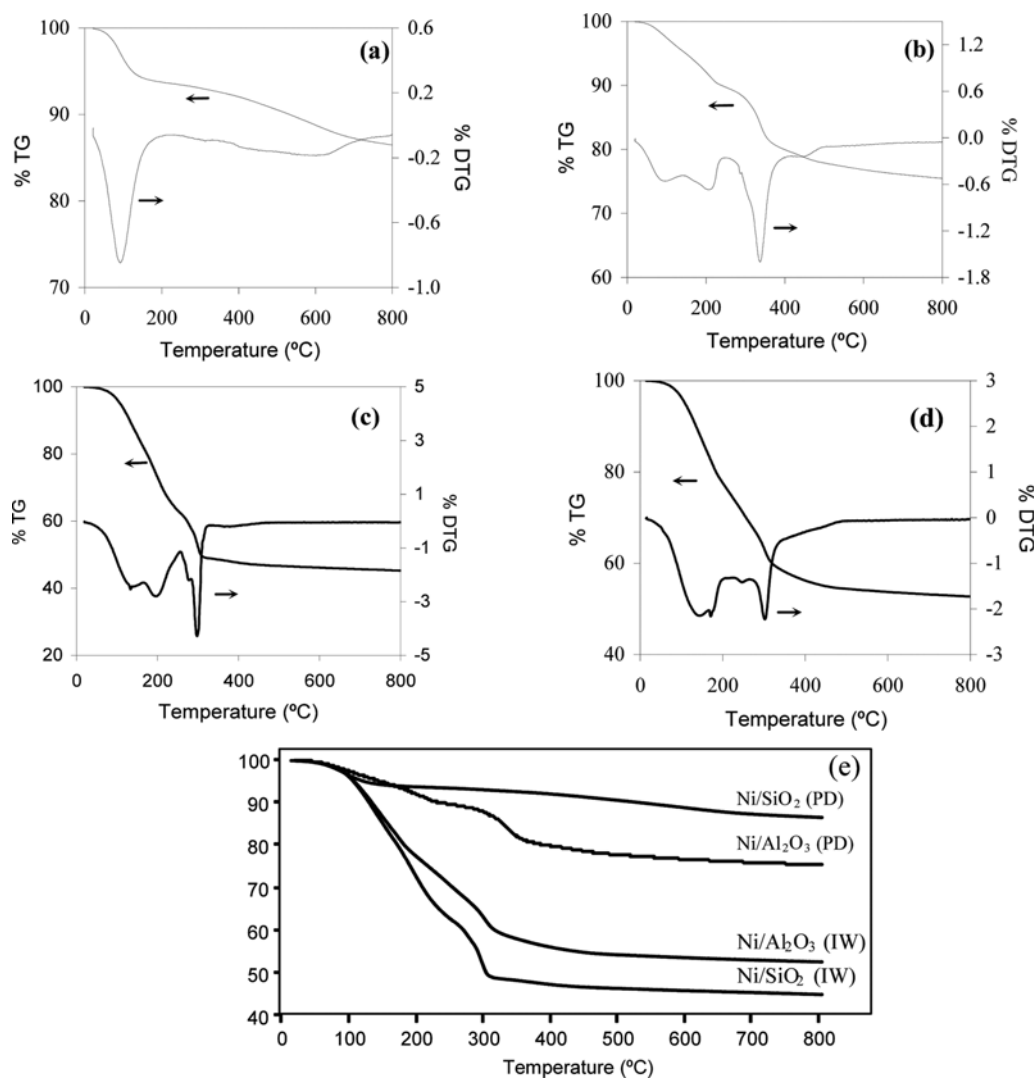 100
90
80
70
% TG
(a)
0.6
0.2
-0.2
-0.6
-1.0
% DTG
0 200 400 600 800
Temperature (ºC)
100
90
80
70
60
% TG
(b)
1.2
0.6
0.0
-0.6
-1.2
-1.8
% DTG
0 200 400 600 800
Temperature (ºC)
100
80
60
40
20
% TG
(c)
5
3
1
-1
-3
-5
% DTG
0 200 400 600 800
Temperature (ºC)
100
80
60
40
% TG
(d)
3
2
1
0
-1
-2
-3
% DTG
0 200 400 600 800
Temperature (ºC)
100
90
80
70
60
50
40
% TG
(e)
Ni/SiO₂ (PD)
Ni/Al₂O₃ (PD)
Ni/Al₂O₃ (IW)
Ni/SiO₂ (IW)
0 100 200 300 400 500 600 700 800
Temperature (ºC)